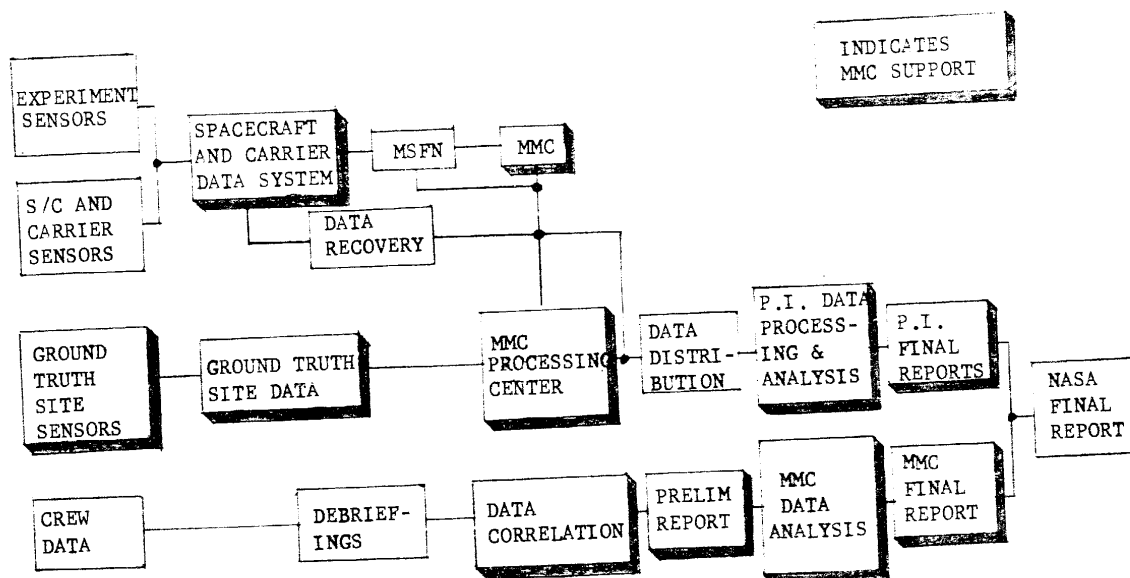 INDICATES
MMC SUPPORT
EXPERIMENT
SENSORS
SPACECRAFT
AND CARRIER
DATA SYSTEM
MSFN
MMC
S/C AND
CARRIER
SENSORS
DATA
RECOVERY
GROUND
TRUTH
SITE
SENSORS
GROUND TRUTH
SITE DATA
MMC
PROCESSING
CENTER
DATA
DISTRI-
BUTION
P.I. DATA
PROCESS-
ING &
ANALYSIS
P.I.
FINAL
REPORTS
NASA
FINAL
REPORT
CREW
DATA
DEBRIEF-
INGS
DATA
CORRELATION
PRELIM
REPORT
MMC
DATA
ANALYSIS
MMC
FINAL
REPORT